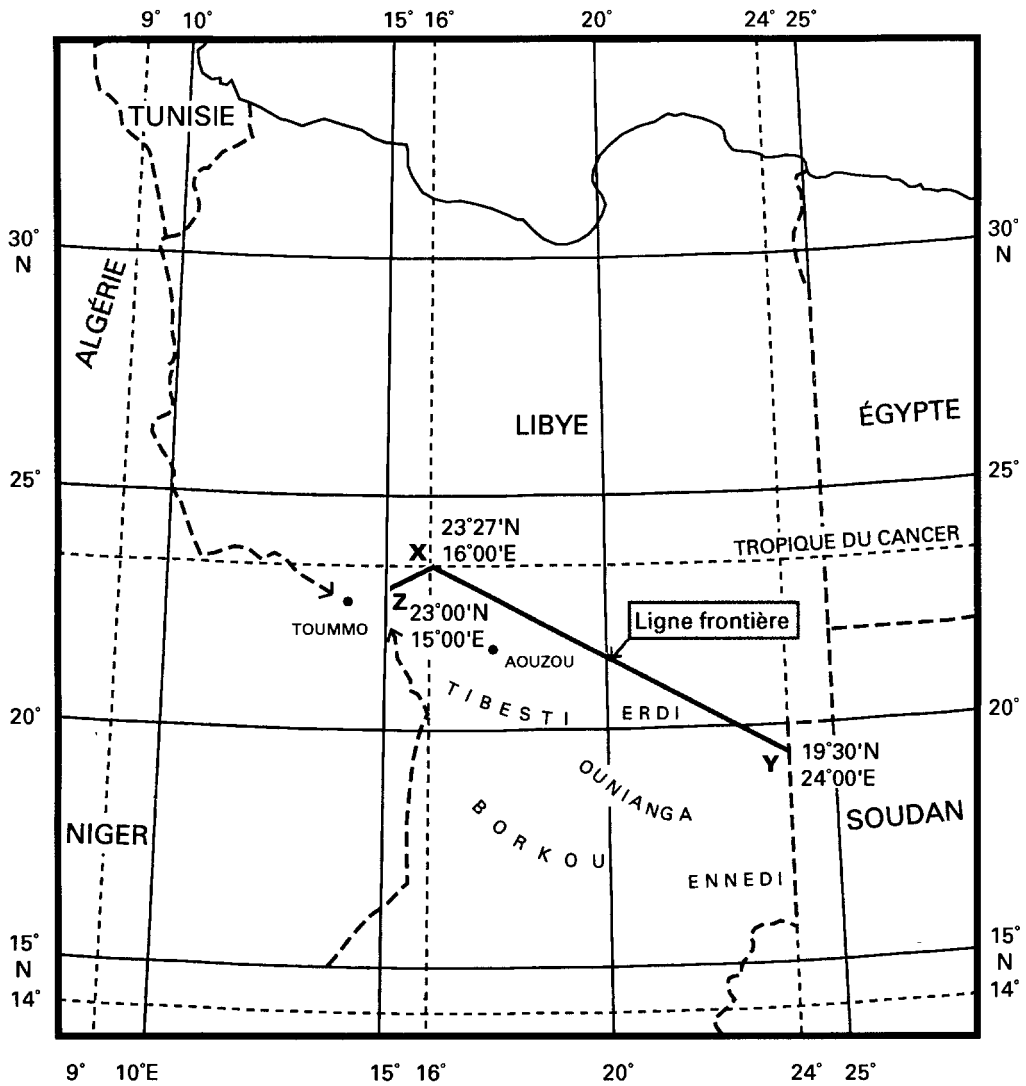 9° 10° 15° 16° 20° 24° 25°
TUNISIE
30°
N
30°
N
ALGÉRIE
LIBYE
ÉGYPTE
25°
25°
23°27'N
16°00'E
X
TROPIQUE DU CANCER
Z
23°00'N
15°00'E
TOUMMO
Ligne frontière
AOUZOU
TIBESTI
ERDI
20°
20°
Y
19°30'N
24°00'E
OUNIANGA
BORKOU
SOUDAN
NIGER
ENNEDI
15°
N
14°
15°
N
14°
9° 10°E 15° 16° 20° 24° 25°